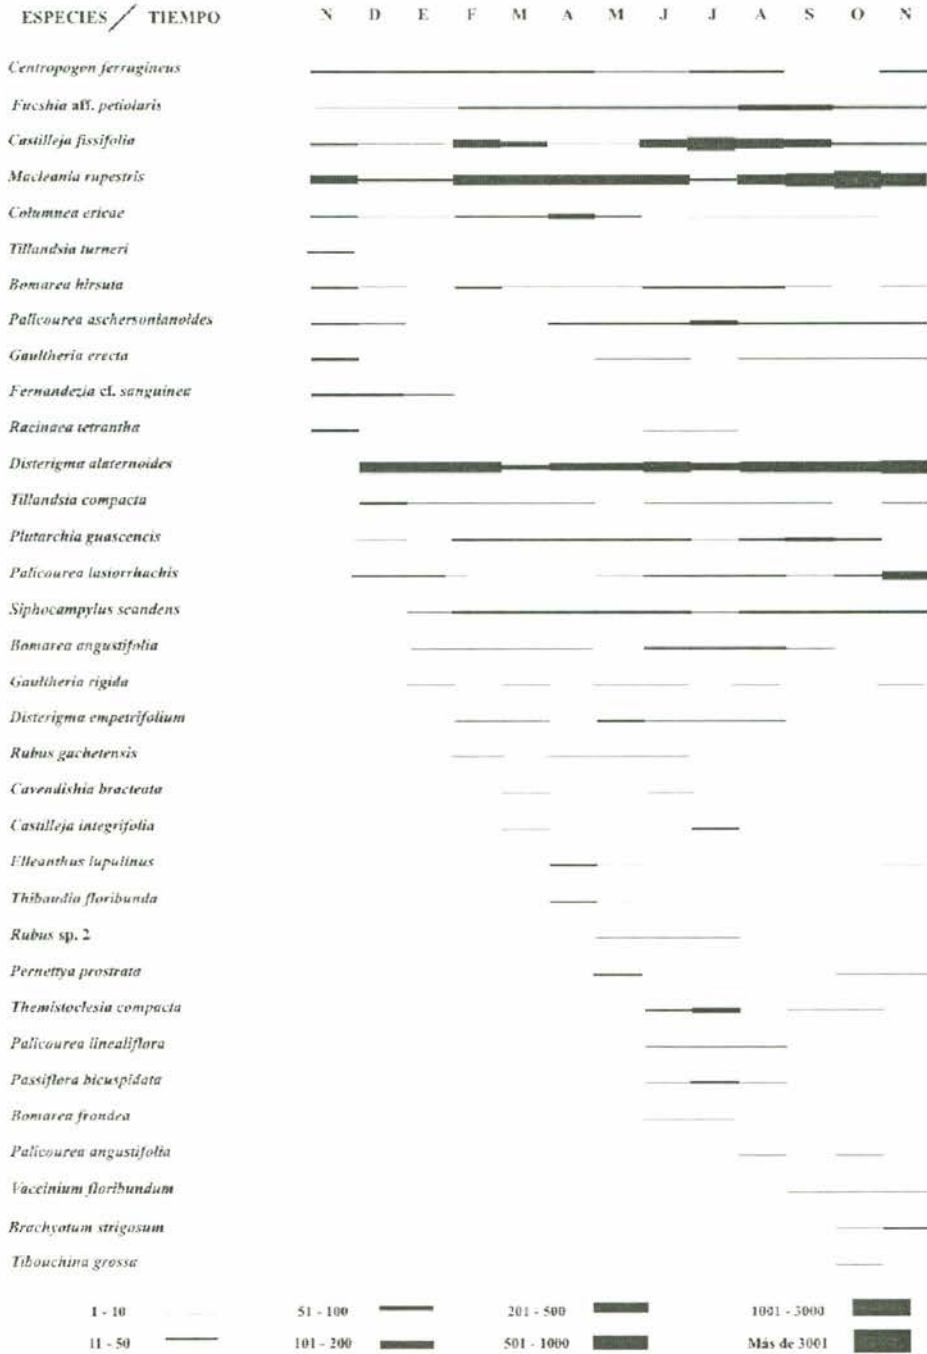 ESPECIES / TIEMPO N D E F M A M J J A S O N
Centropogon ferrugineus
Fucshia aff. petiolaris
Castilleja fissifolia
Macleania rupestris
Columnea ericae
Tillandsia turneri
Bomarea hirsuta
Palicourea aschersonianoides
Gaultheria erecta
Fernandezia cf. sanguinea
Racinaea tetrantha
Disterigma alaternoides
Tillandsia compacta
Plutarchia guascencis
Palicourea lasiorrhachis
Siphocampylus scandens
Bomarea angustifolia
Gaultheria rigida
Disterigma empetrifolium
Rubus gachetensis
Cavendishia bracteata
Castilleja integrifolia
Elleanthus lupulinus
Thibaudia floribunda
Rubus sp. 2
Pernettya prostrata
Themistoclesia compacta
Palicourea linealiflora
Passiflora bicuspidata
Bomarea frondea
Palicourea angustifolia
Vaccinium floribundum
Brachyotum strigosum
Tibouchina grossa
1 - 10 51 - 100 201 - 500 1001 - 3000
11 - 50 101 - 200 501 - 1000 Más de 3001